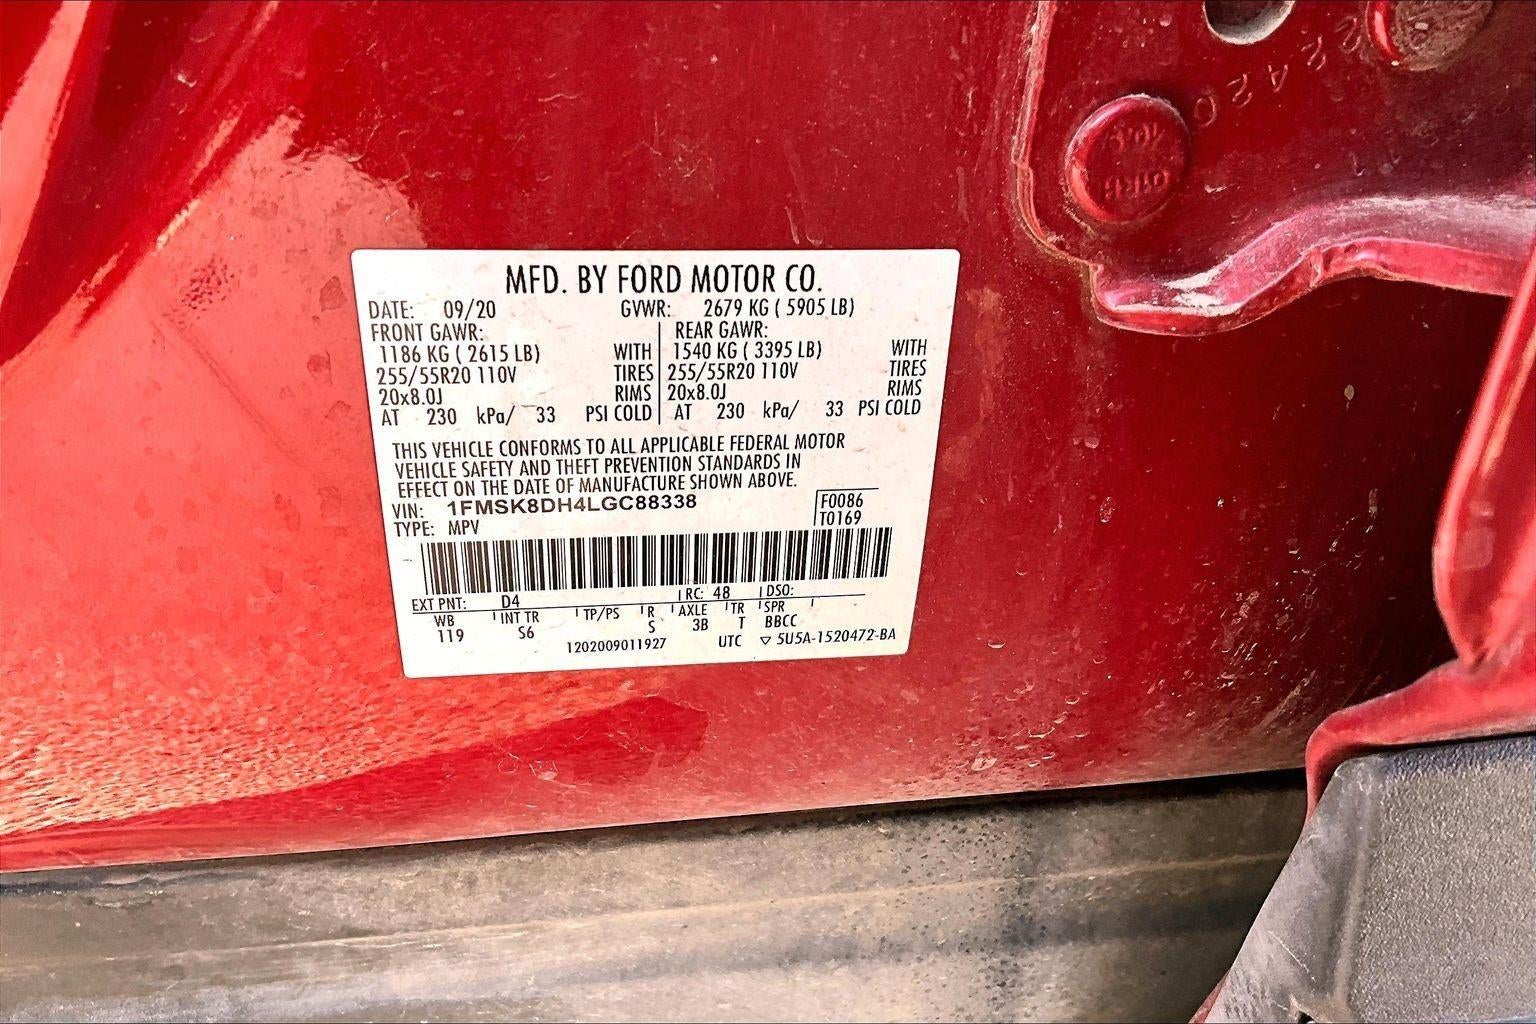 22420
MFD. BY FORD MOTOR CO.
DATE: 09/20 GVWR: 2679 KG ( 5905 LB)
FRONT GAWR: REAR GAWR:
1186 KG ( 2615 LB) WITH 1540 KG ( 3395 LB) WITH
255/55R20 110V TIRES 255/55R20 110V TIRES
20x8.0J RIMS 20x8.0J RIMS
AT 230 kPa/ 33 PSI COLD AT 230 kPa/ 33 PSI COLD
THIS VEHICLE CONFORMS TO ALL APPLICABLE FEDERAL MOTOR
VEHICLE SAFETY AND THEFT PREVENTION STANDARDS IN
EFFECT ON THE DATE OF MANUFACTURE SHOWN ABOVE.
VIN: 1FMSK8DH4LGC88338 F0086
TYPE: MPV T0169
EXT PNT: D4 RC: 48 DSO:
WB INT TR TP/PS R AXLE TR SPR
119 S6 S 3B T BBCC
1202009011927 UTC ▽ 5U5A-1520472-BA